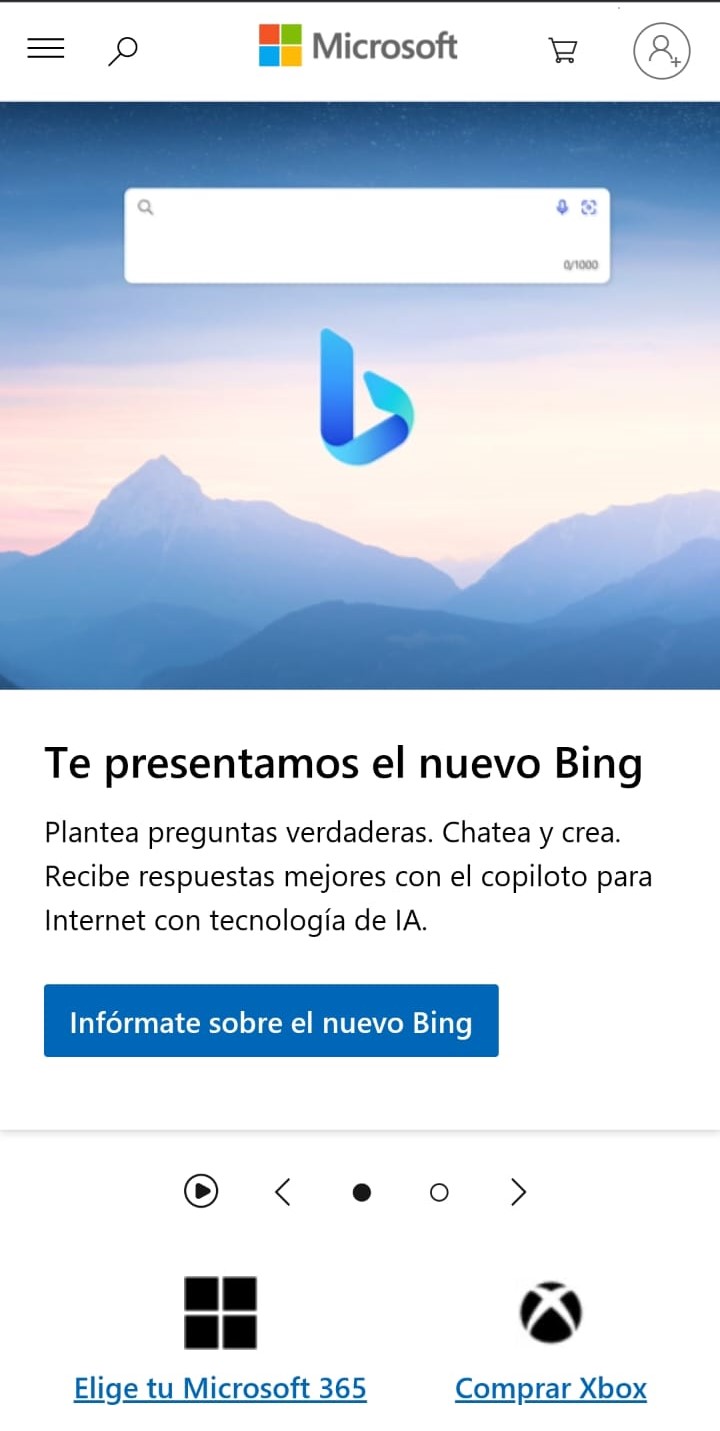 Microsoft
0/1000
Te presentamos el nuevo Bing
Plantea preguntas verdaderas. Chatea y crea.
Recibe respuestas mejores con el copiloto para
Internet con tecnología de IA.
Infórmate sobre el nuevo Bing
Elige tu Microsoft 365
Comprar Xbox